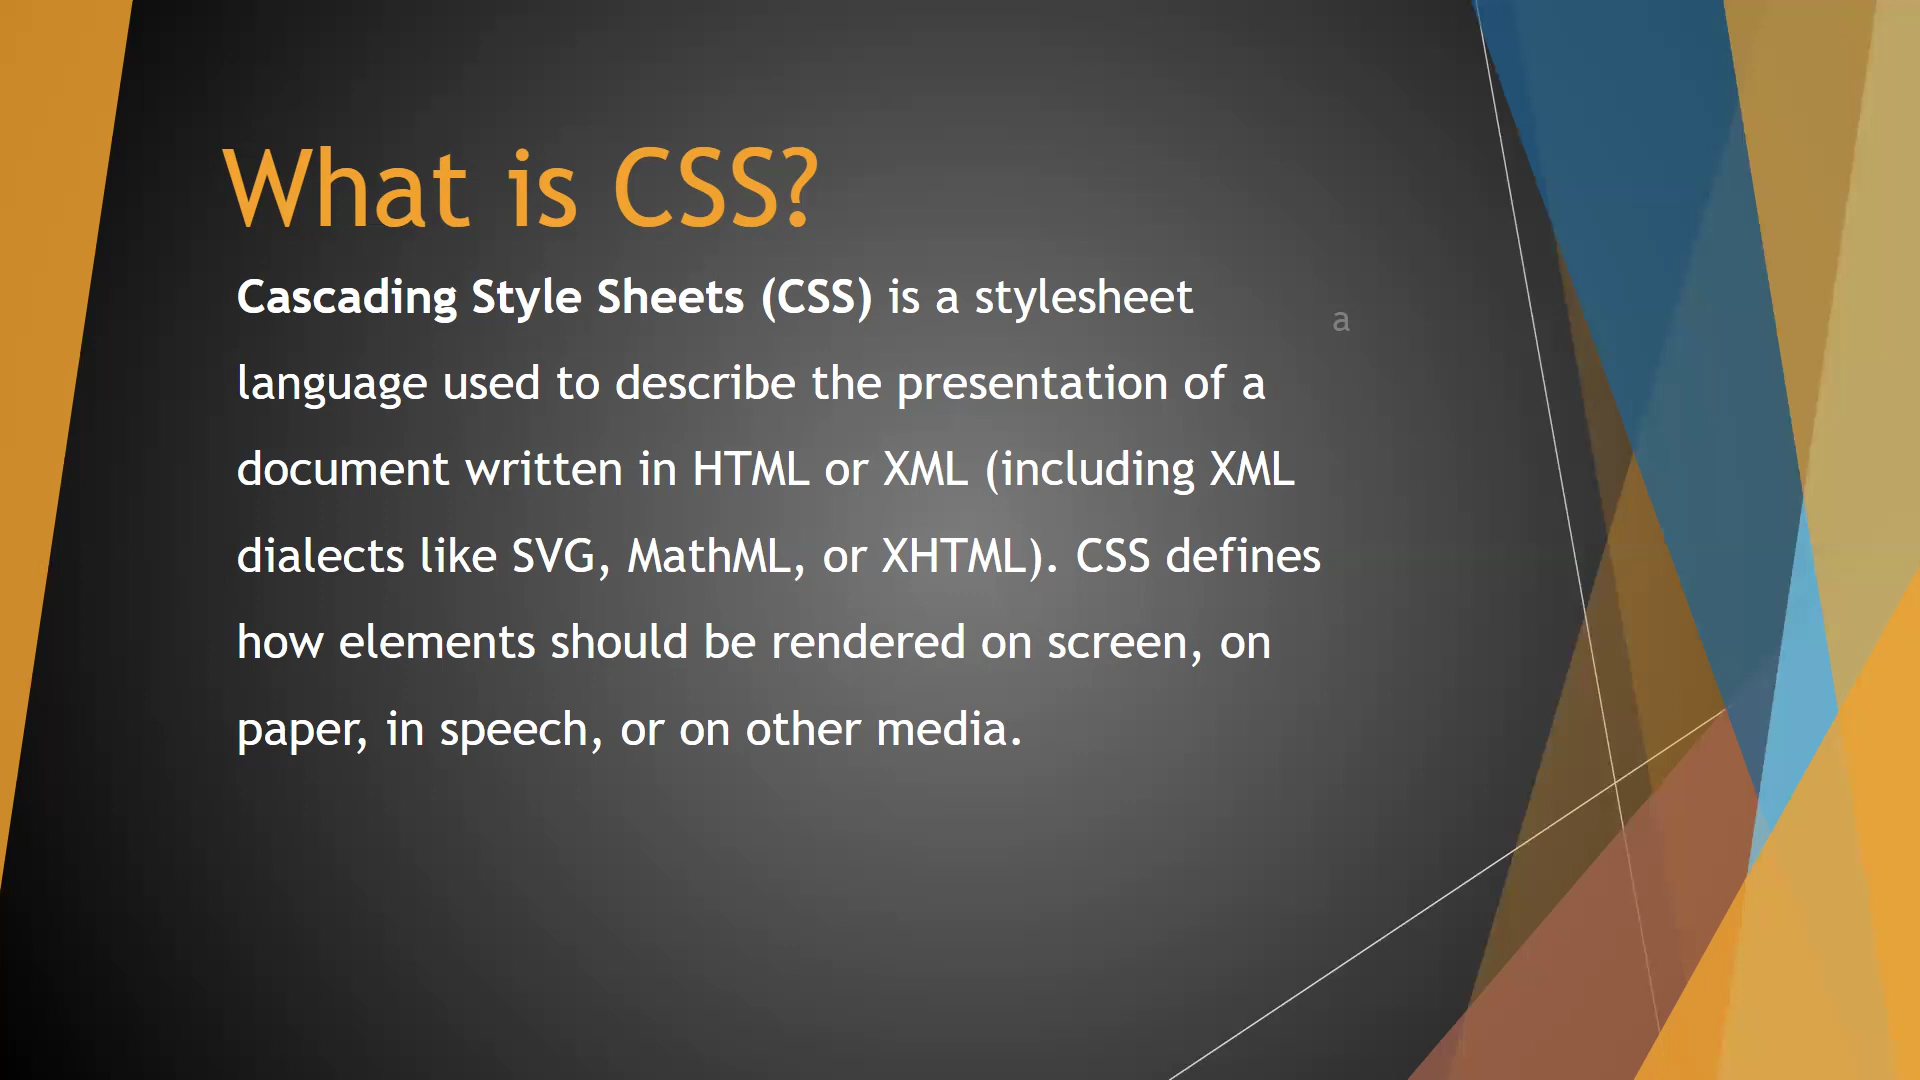 What is CSS?
Cascading Style Sheets (CSS) is a stylesheet
a
language used to describe the presentation of a
document written in HTML or XML (including XML
dialects like SVG, MathML, or XHTML). CSS defines
how elements should be rendered on screen, on
paper, in speech, or on other media.